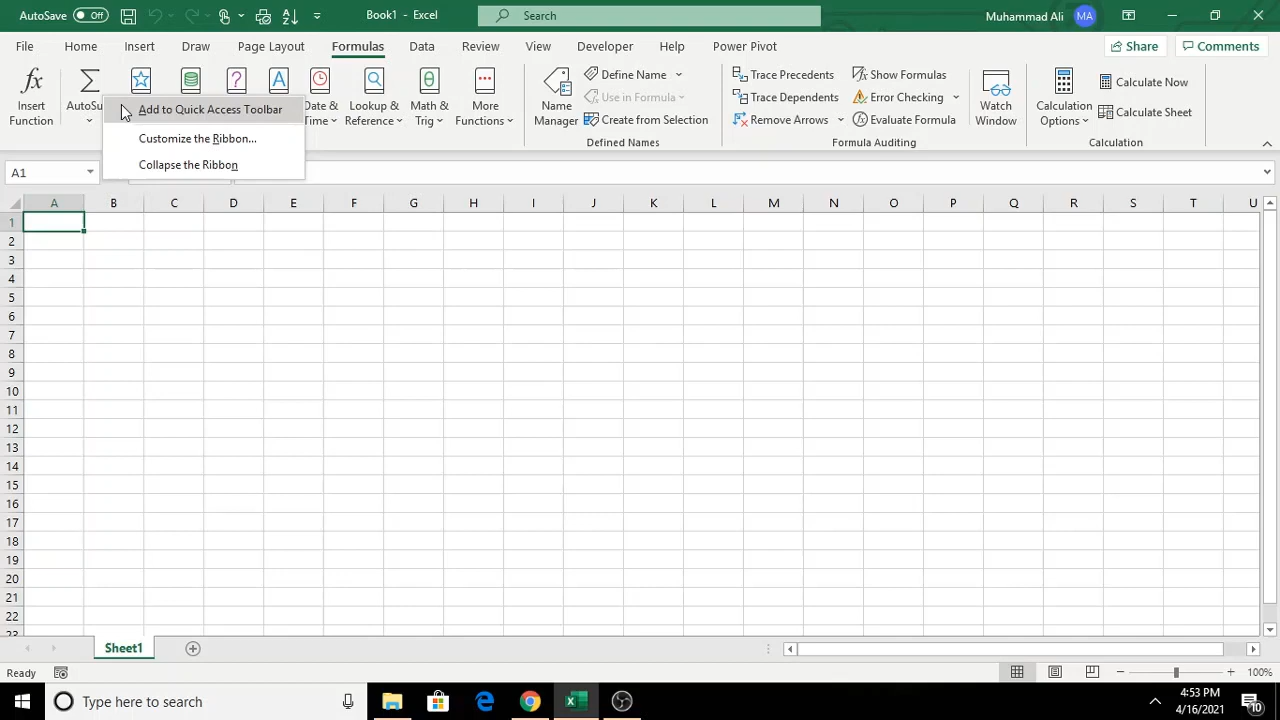 AutoSave Off Book1 - Excel Search Muhammad Ali MA
File Home Insert Draw Page Layout Formulas Data Review View Developer Help Power Pivot Share Comments
fx
Insert
Function
AutoSu
Date &
Time
Lookup &
Reference
Math &
Trig
More
Functions
Add to Quick Access Toolbar
Customize the Ribbon...
Collapse the Ribbon
Name
Manager
Define Name
Use in Formula
Create from Selection
Defined Names
Trace Precedents
Trace Dependents
Remove Arrows
Show Formulas
Error Checking
Evaluate Formula
Formula Auditing
Watch
Window
Calculation
Options
Calculate Now
Calculate Sheet
Calculation
A1
A B C D E F G H I J K L M N O P Q R S T U
1
2
3
4
5
6
7
8
9
10
11
12
13
14
15
16
17
18
19
20
21
22
23
Sheet1
Ready 100%
Type here to search
4:53 PM
4/16/2021
10